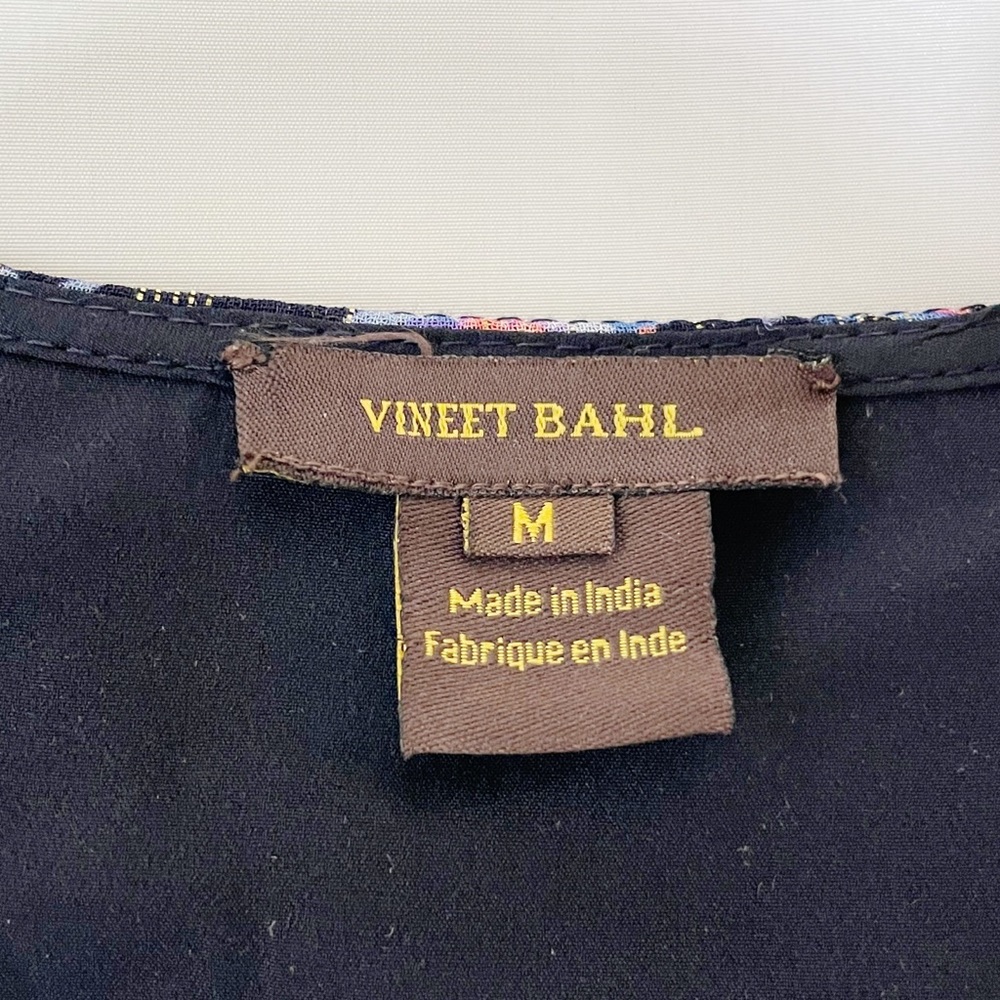 VINEET BAHL
M
Made in India
Fabrique en Inde